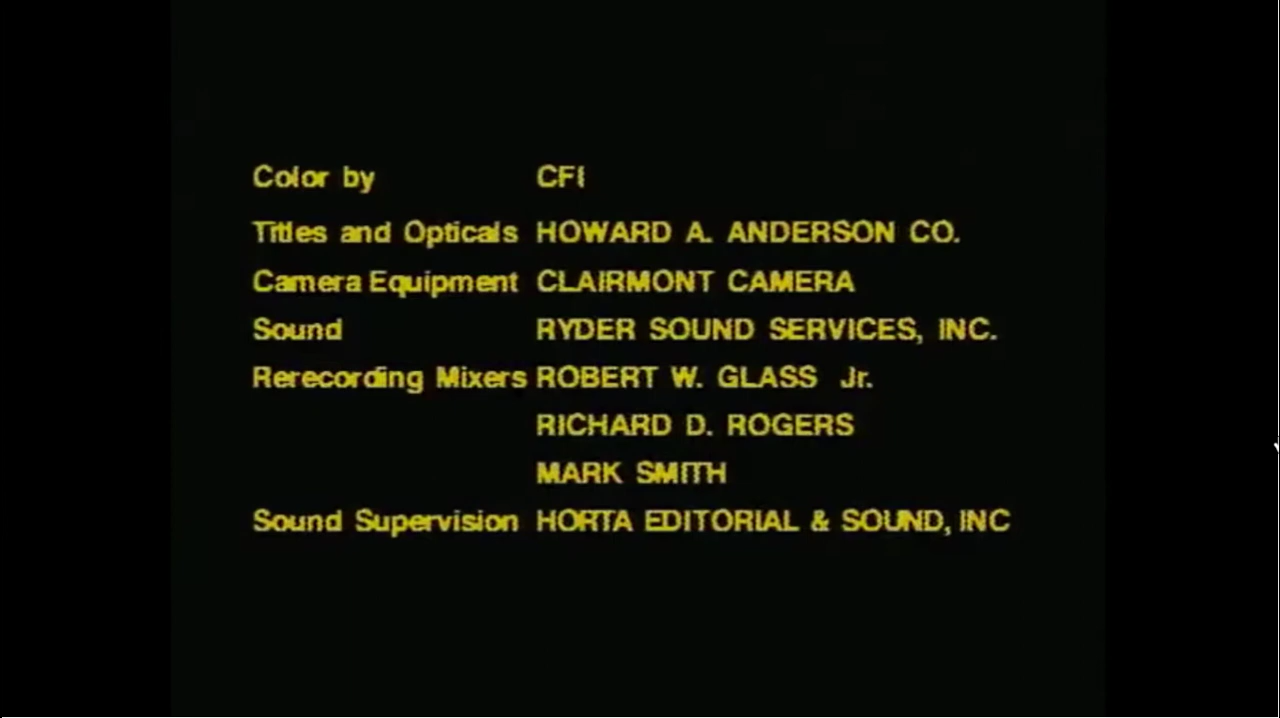 Color by CFI
Titles and Opticals HOWARD A. ANDERSON CO.
Camera Equipment CLAIRMONT CAMERA
Sound RYDER SOUND SERVICES, INC.
Rerecording Mixers ROBERT W. GLASS Jr.
RICHARD D. ROGERS
MARK SMITH
Sound Supervision HORTA EDITORIAL & SOUND, INC